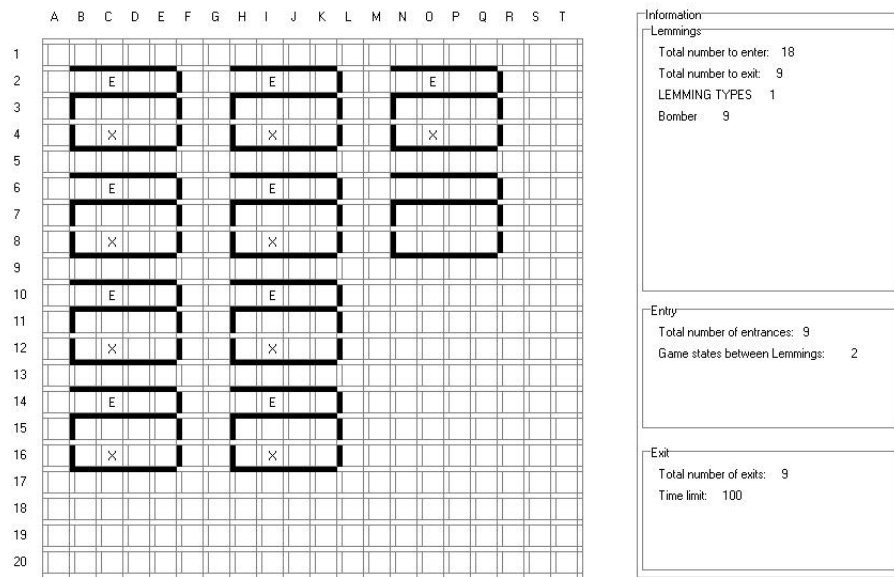 A B C D E F G H I J K L M N O P Q R S T
1
2 E E E
3
4 X X X
5
6 E E
7
8 X X
9
10 E E
11
12 X X
13
14 E E
15
16 X X
17
18
19
20
Information
Lemmings
Total number to enter: 18
Total number to exit: 9
LEMMING TYPES 1
Bomber 9
Entry
Total number of entrances: 9
Game states between Lemmings: 2
Exit
Total number of exits: 9
Time limit: 100